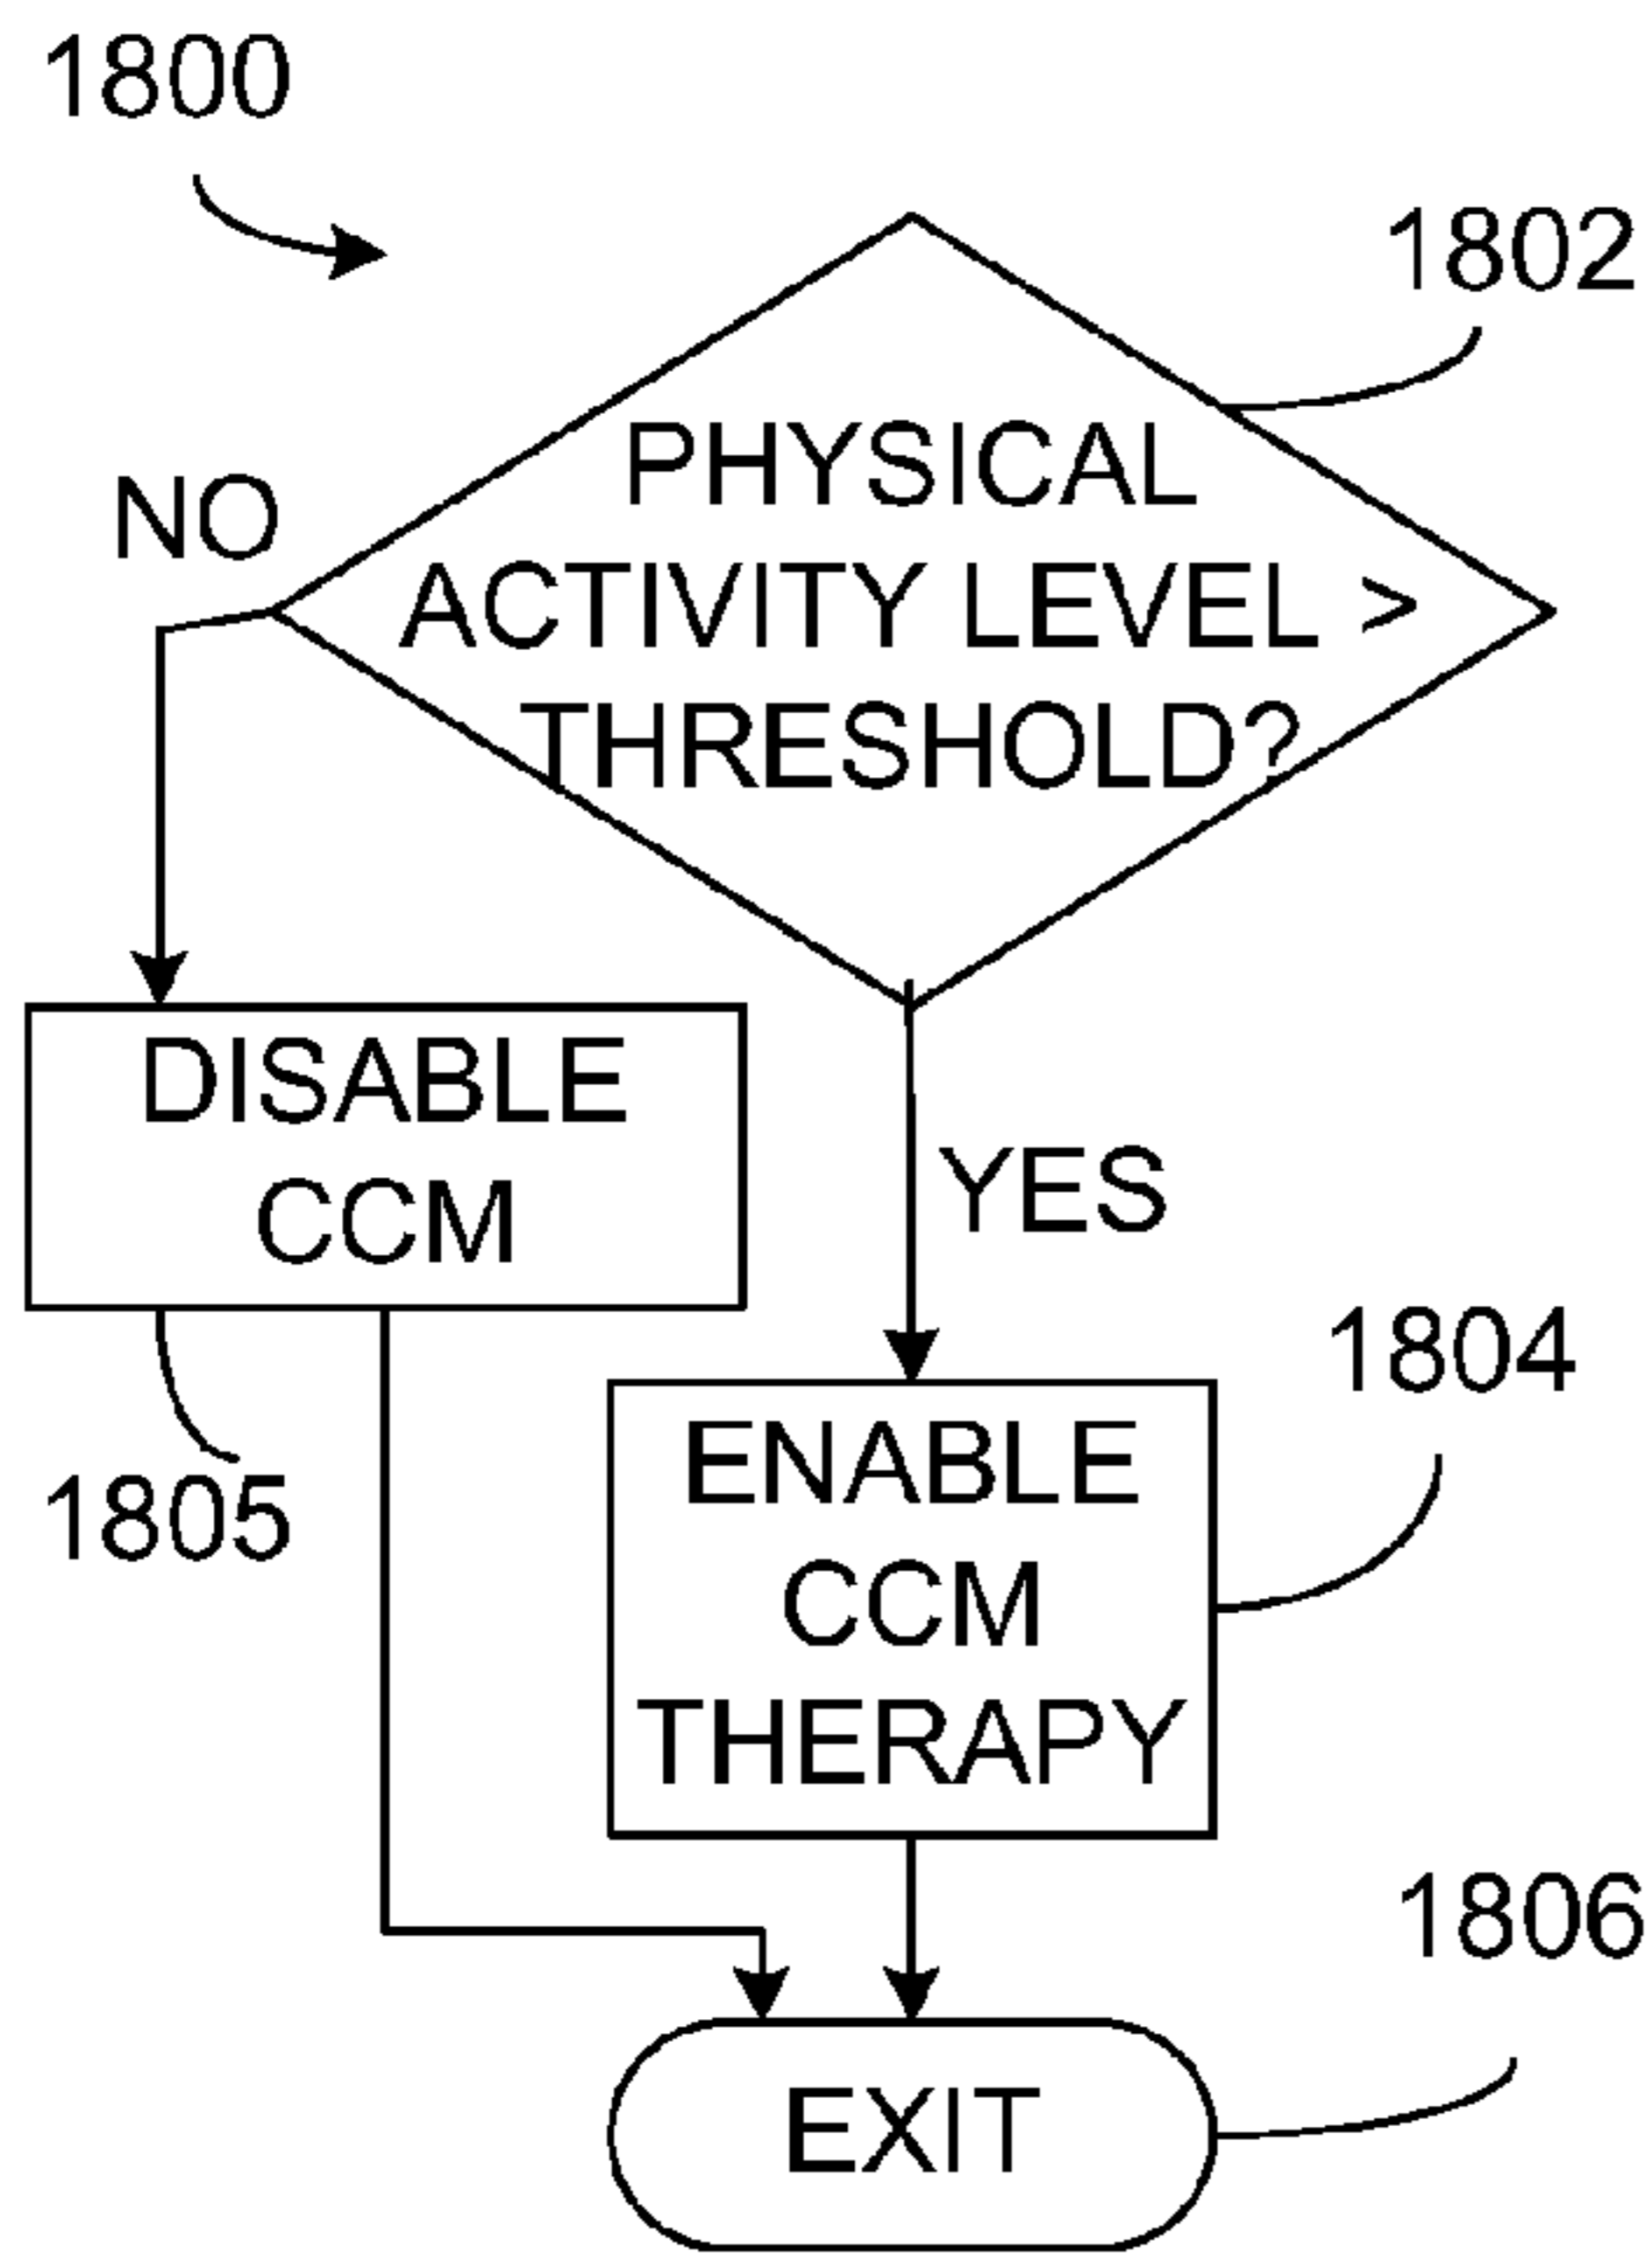 1800
1802
PHYSICAL
ACTIVITY LEVEL >
THRESHOLD?
NO
DISABLE
CCM
YES
1805
1804
ENABLE
CCM
THERAPY
1806
EXIT